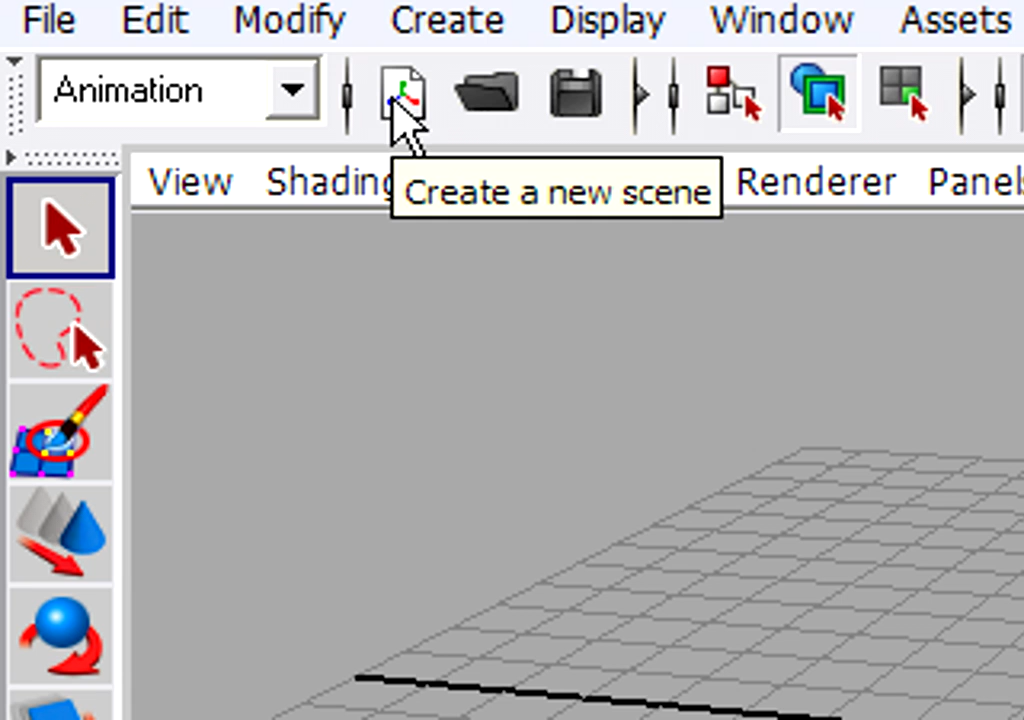 File Edit Modify Create Display Window Assets
Animation
View Shading Renderer Panels
Create a new scene